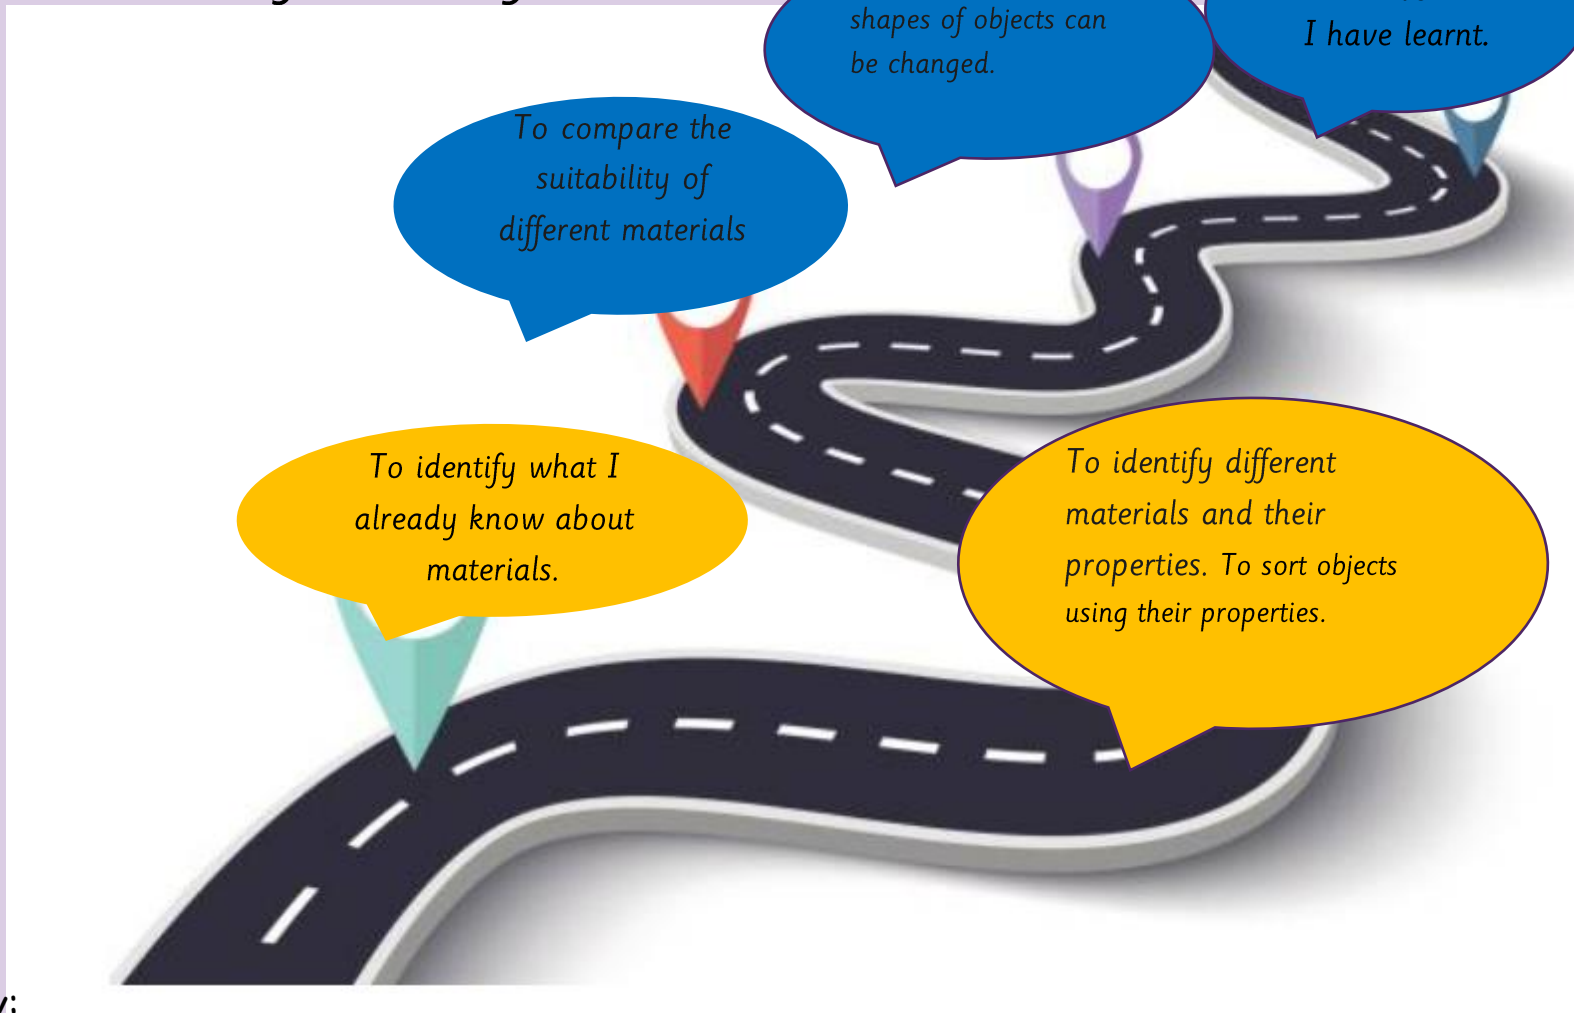 shapes of objects can
be changed.
I have learnt.
To compare the
suitability of
different materials
To identify what I
already know about
materials.
To identify different
materials and their
properties. To sort objects
using their properties.